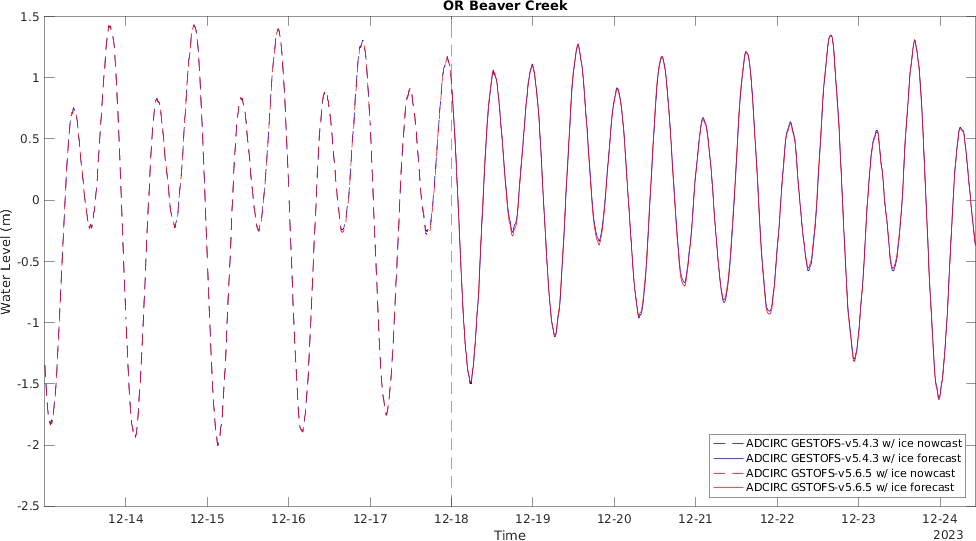 OR Beaver Creek
1.5
1
0.5
0
-0.5
-1
-1.5
-2
-2.5
Water Level (m)
12-14 12-15 12-16 12-17 12-18 12-19 12-20 12-21 12-22 12-23 12-24
Time
2023
ADCIRC GESTOFS-v5.4.3 w/ ice nowcast
ADCIRC GESTOFS-v5.4.3 w/ ice forecast
ADCIRC GSTOFS-v5.6.5 w/ ice nowcast
ADCIRC GSTOFS-v5.6.5 w/ ice forecast